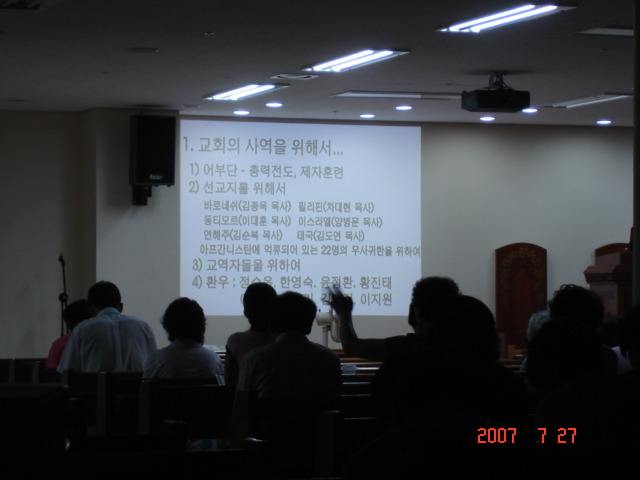 1. 교회의 사역을 위해서...
1) 어부단 - 총력전도, 제자훈련
2) 선교지를 위해서
바로네쉬(김종욱 목사) 필리핀(차대현 목사)
동티모르(이대훈 목사) 이스라엘(양병문 목사)
연해주(김순복 목사) 태국(김도연 목사)
아프간니스탄에 억류되어 있는 22명의 무사귀환을 위하여
3) 교역자들을 위하여
4) 환우 : 한영숙, 윤정환, 황진태
이지원
2007 7 27